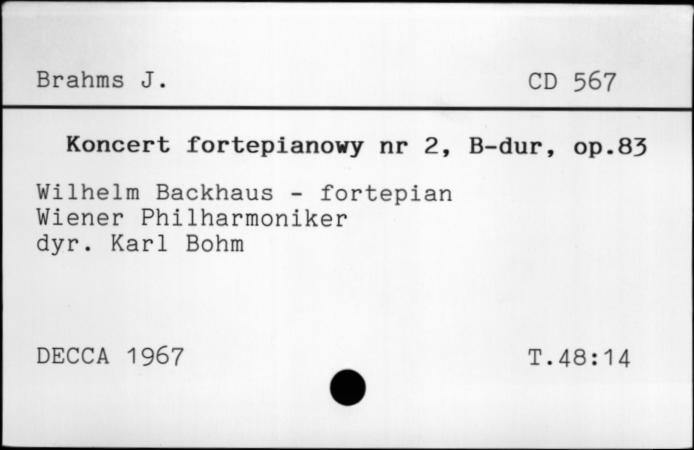 Brahms J. CD 567
Koncert fortepianowy nr 2, B-dur, op.83
Wilhelm Backhaus - fortepian
Wiener Philharmoniker
dyr. Karl Bohm
DECCA 1967 T.48:14